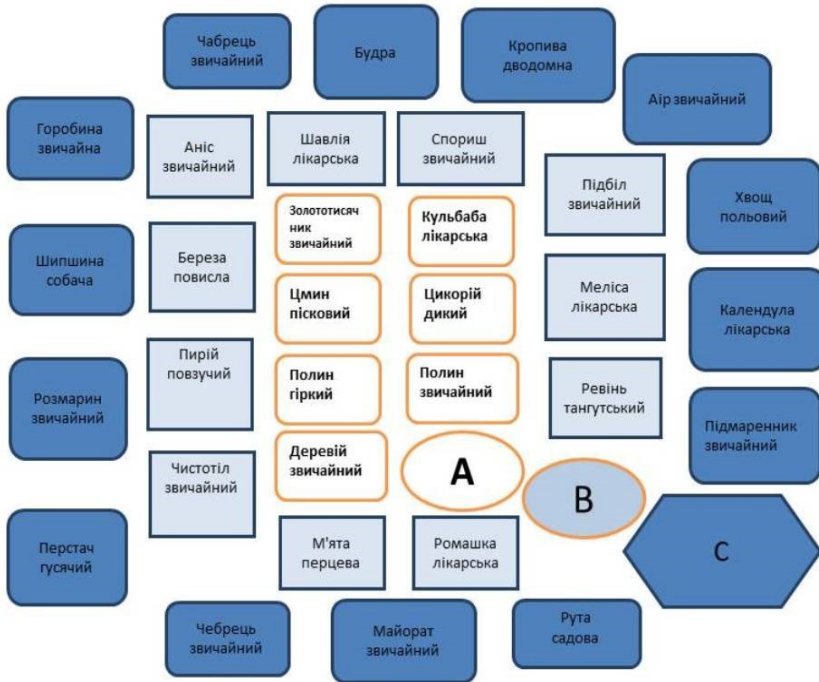 Чабрець
звичайний
Будра
Кропива
дводомна
Аір звичайний
Горобина
звичайна
Аніс
звичайний
Шавлія
лікарська
Спориш
звичайний
Підбіл
звичайний
Хвощ
польовий
Золототисяч
ник
звичайний
Кульбаба
лікарська
Шипшина
собача
Береза
повисла
Цмин
пісковий
Цикорій
дикий
Меліса
лікарська
Календула
лікарська
Розмарин
звичайний
Пирій
повзучий
Полин
гіркий
Полин
звичайний
Ревінь
тангутський
Підмаренник
звичайний
Чистотіл
звичайний
Деревій
звичайний
A
B
C
Перстач
гусячий
М'ята
перцева
Ромашка
лікарська
Чебрець
звичайний
Майорат
звичайний
Рута
садова